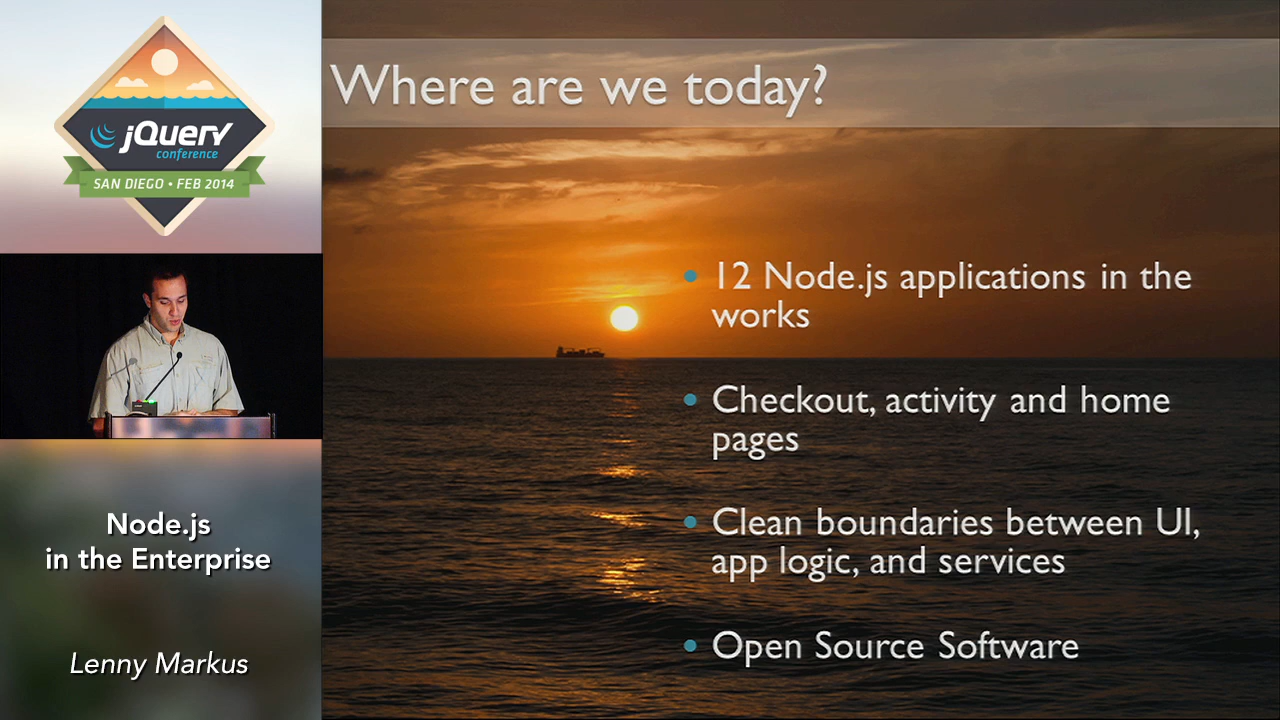 jQuery
conference
SAN DIEGO • FEB 2014
Node.js
in the Enterprise
Lenny Markus
Where are we today?
• 12 Node.js applications in the
works
• Checkout, activity and home
pages
• Clean boundaries between UI,
app logic, and services
• Open Source Software